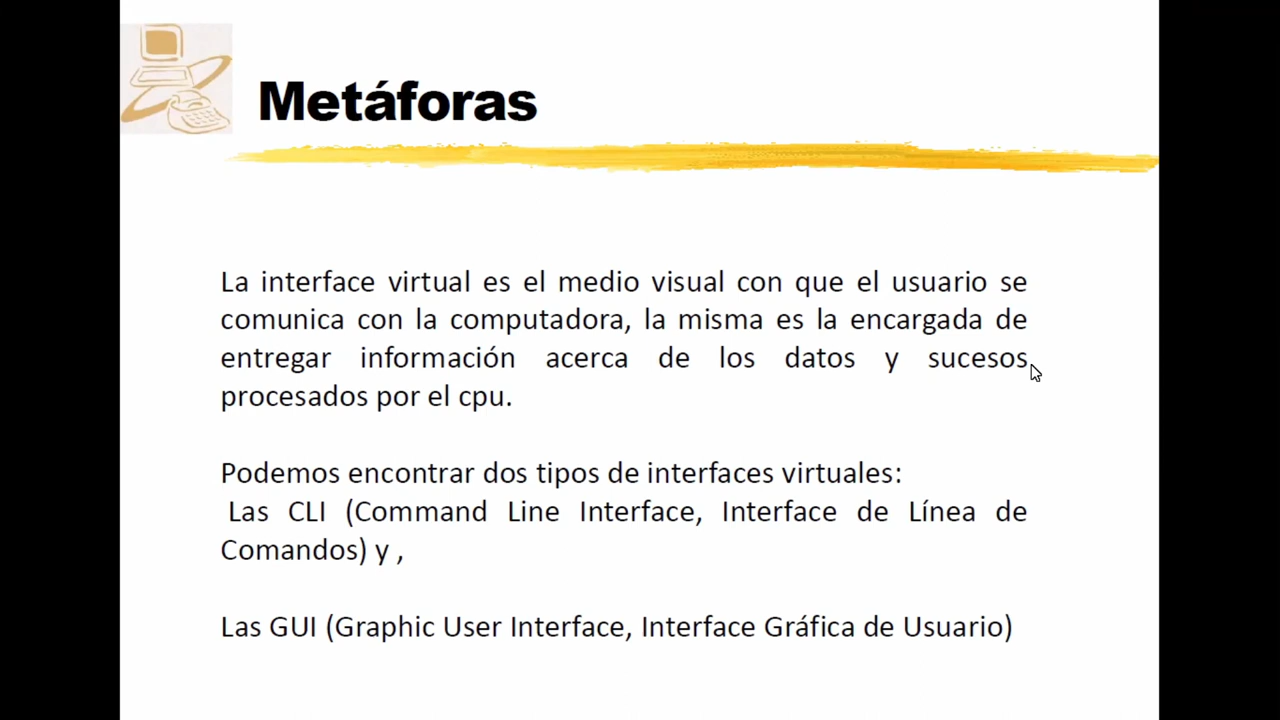 Metáforas
La interface virtual es el medio visual con que el usuario se
comunica con la computadora, la misma es la encargada de
entregar información acerca de los datos y sucesos
procesados por el cpu.
Podemos encontrar dos tipos de interfaces virtuales:
Las CLI (Command Line Interface, Interface de Línea de
Comandos) y ,
Las GUI (Graphic User Interface, Interface Gráfica de Usuario)